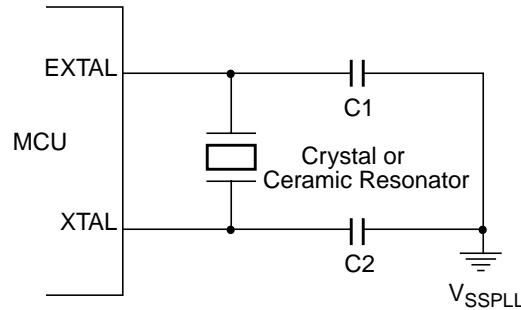 EXTAL
C1
MCU
Crystal or
Ceramic Resonator
XTAL
C2
VSSPLL